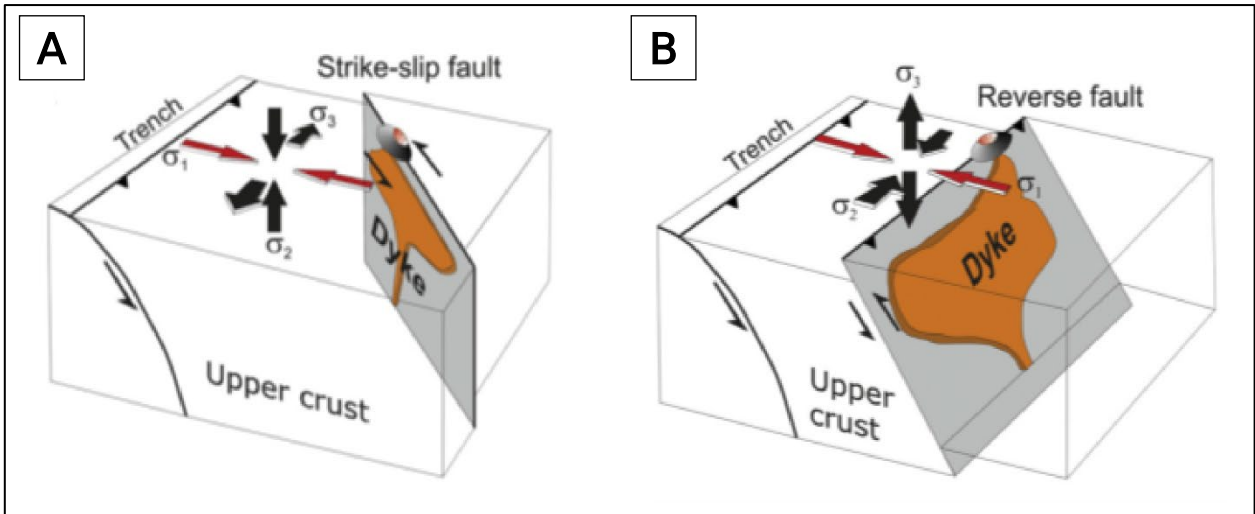 A
Strike-slip fault
Trench
σ3
σ1
σ2
Dyke
Upper crust
B
σ3
Reverse fault
Trench
σ1
σ2
Dyke
Upper
crust